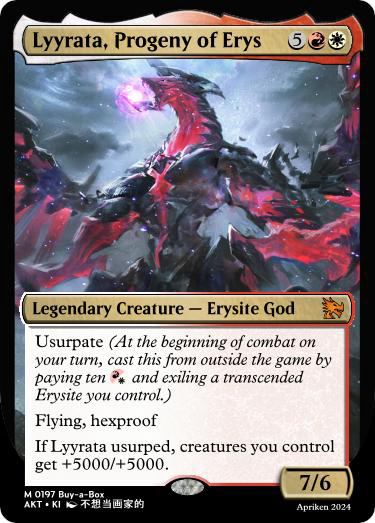 Lyyrata, Progeny of Erys 5
Legendary Creature — Erysite God
Usurpate (At the beginning of combat on
your turn, cast this from outside the game by
paying ten and exiling a transcended
Erysite you control.)
Flying, hexproof
If Lyyrata usurped, creatures you control
get +5000/+5000.
7/6
M 0197 Buy-a-Box
AKT • KI 不想当画家的
Apriken 2024